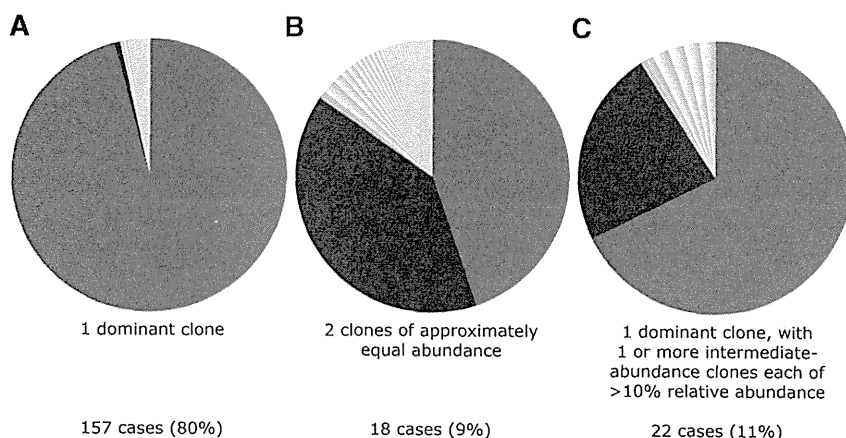 A
B
C
1 dominant clone
2 clones of approximately
equal abundance
1 dominant clone, with
1 or more intermediate-
abundance clones each of
>10% relative abundance
157 cases (80%)
18 cases (9%)
22 cases (11%)